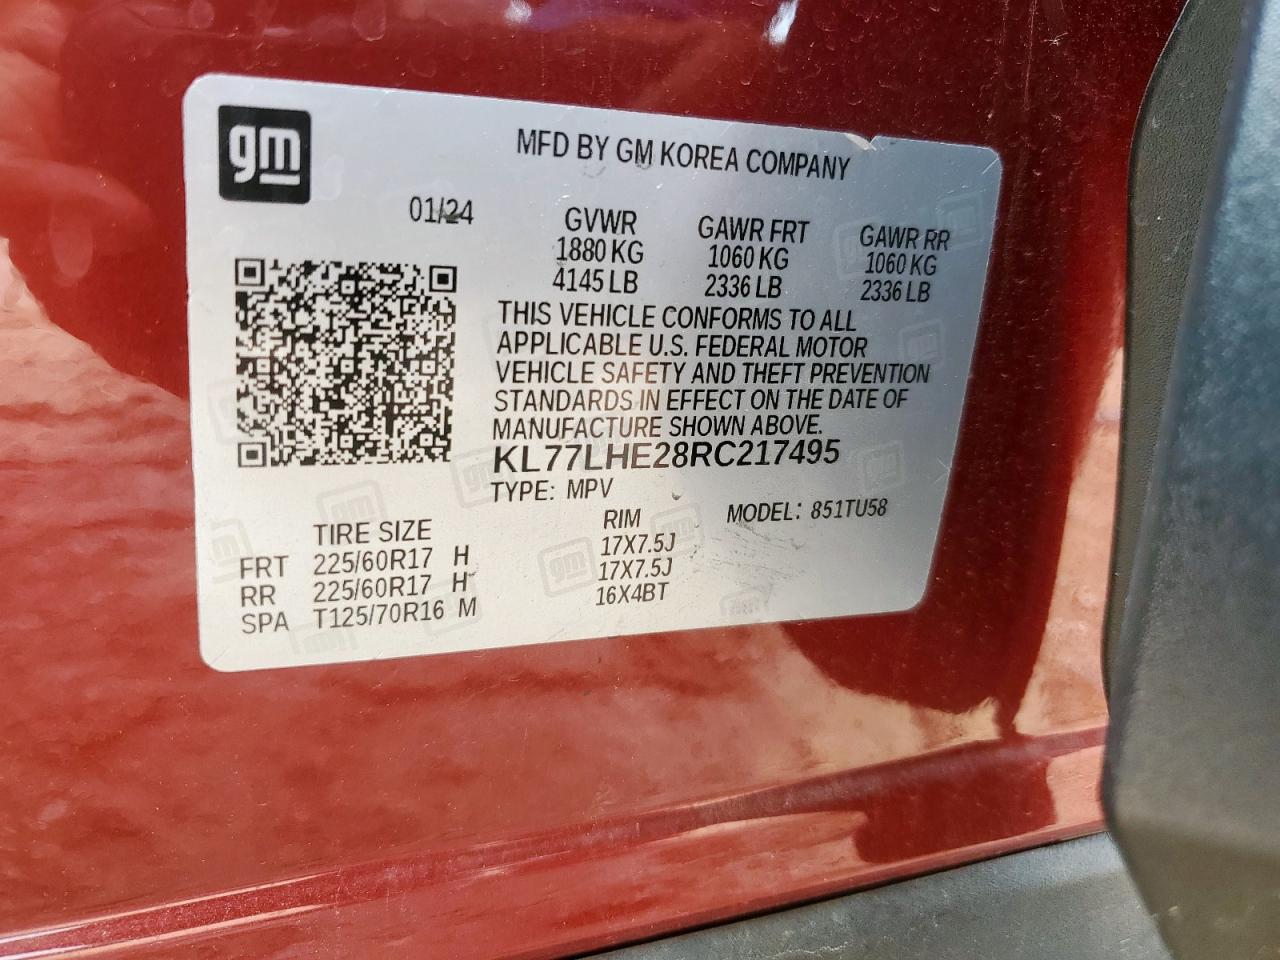 gm
MFD BY GM KOREA COMPANY
01/24
GVWR GAWR FRT GAWR RR
1880 KG 1060 KG 1060 KG
4145 LB 2336 LB 2336 LB
THIS VEHICLE CONFORMS TO ALL
APPLICABLE U.S. FEDERAL MOTOR
VEHICLE SAFETY AND THEFT PREVENTION
STANDARDS IN EFFECT ON THE DATE OF
MANUFACTURE SHOWN ABOVE.
KL77LHE28RC217495
TYPE: MPV MODEL: 851TU58
TIRE SIZE RIM
FRT 225/60R17 H 17X7.5J
RR 225/60R17 H 17X7.5J
SPA T125/70R16 M 16X4BT